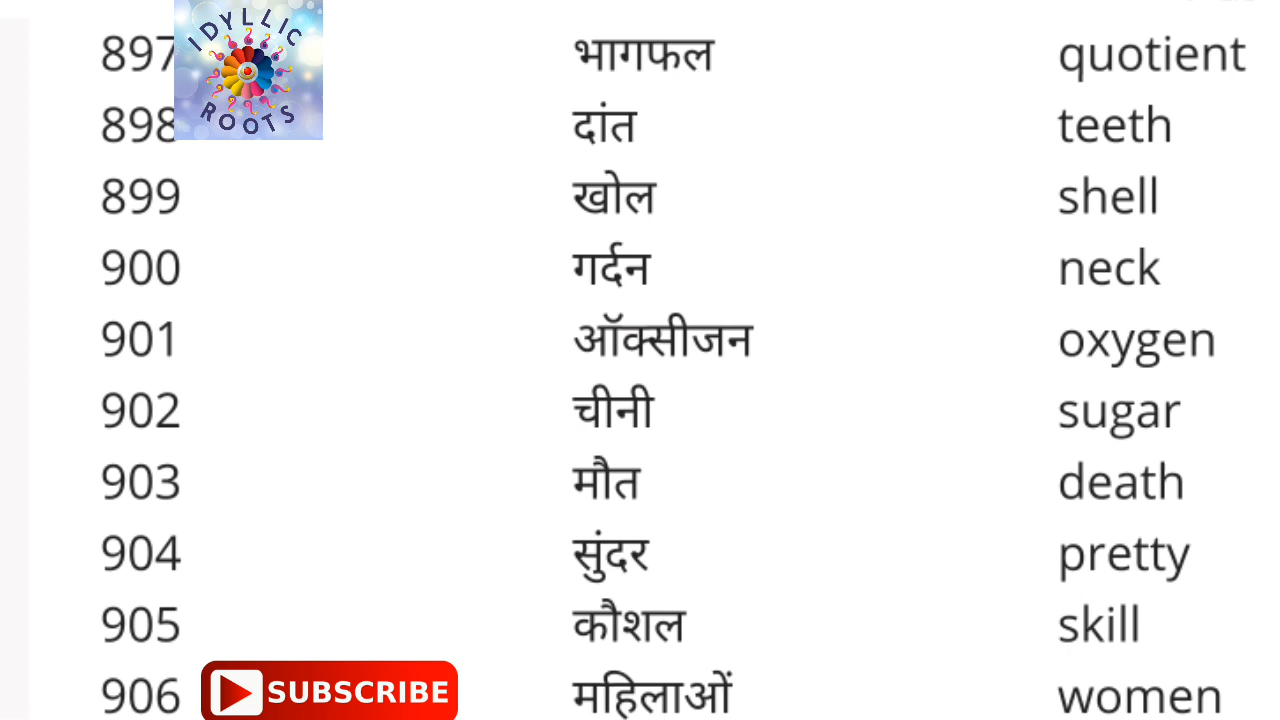 IDYLLIC ROOTS
897 भागफल quotient
898 दांत teeth
899 खोल shell
900 गर्दन neck
901 ऑक्सीजन oxygen
902 चीनी sugar
903 मौत death
904 सुंदर pretty
905 कौशल skill
906 SUBSCRIBE महिलाओं women